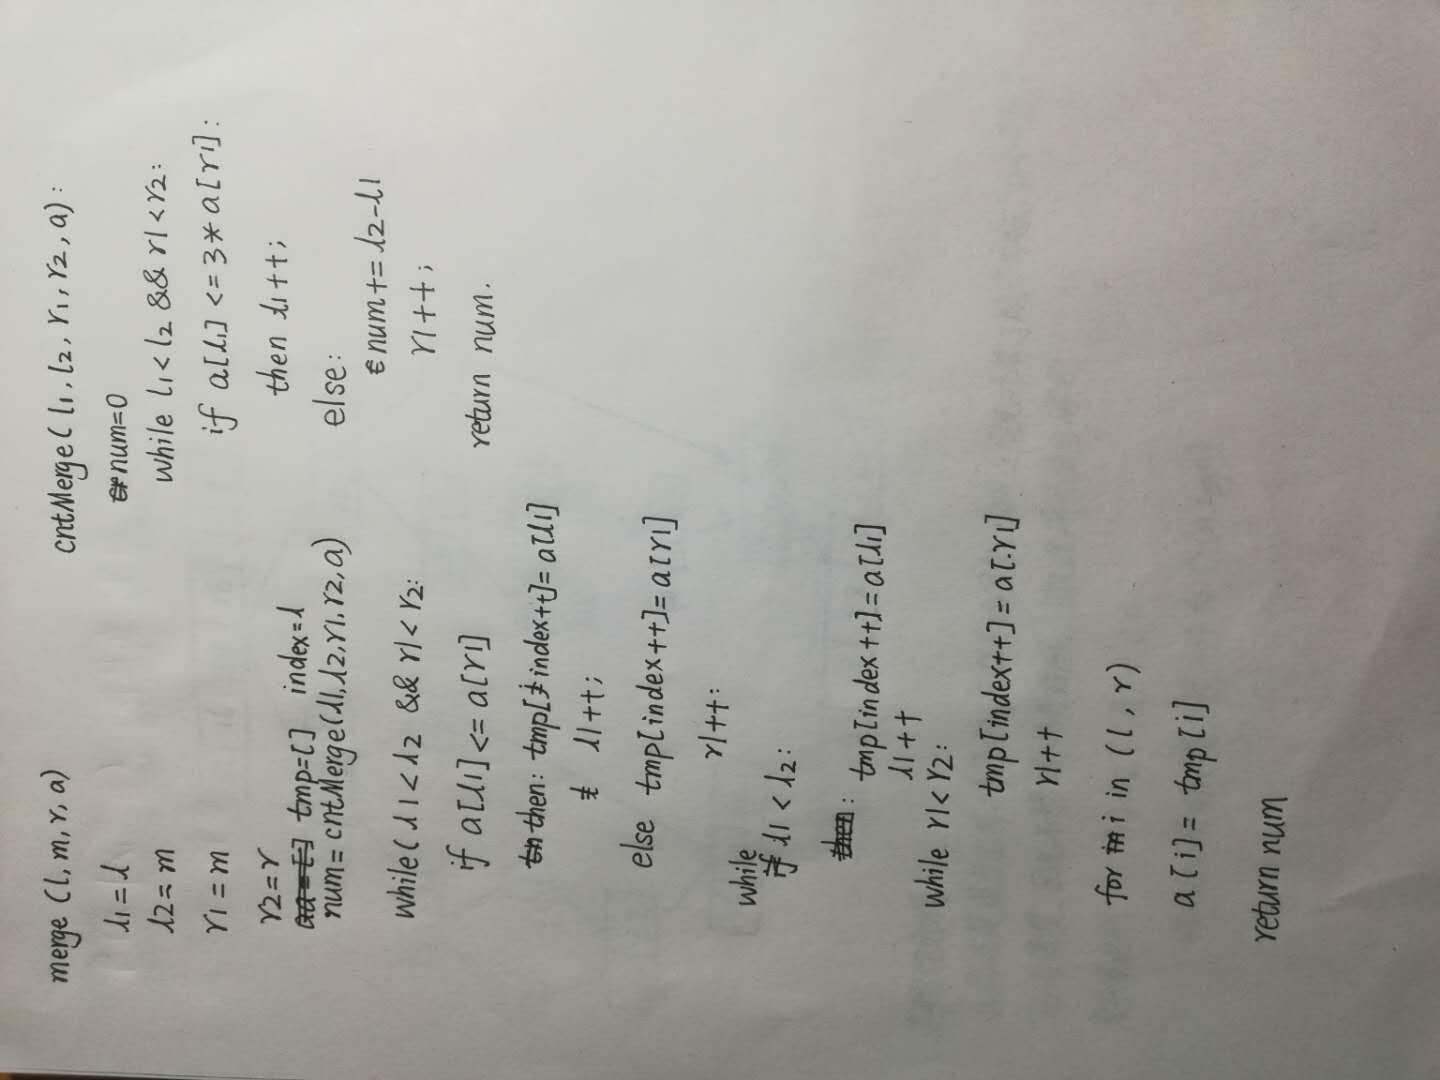 merge (l, m, r, a)
l1 = l
l2 = m
r1 = m
r2 = r
tmp=[] index=l
num = cntMerge(l1, l2, r1, r2, a)
while( l1 < l2 && r1 < r2:
if a[l1] <= a[r1]
then: tmp[index++] = a[l1]
l1++;
else tmp[index++] = a[r1]
r1++:
while l1 < l2:
: tmp[index++] = a[l1]
l1++
while r1 < r2:
tmp[index++] = a[r1]
r1++
for i in (l, r)
a[i] = tmp[i]
return num
cntMerge( l1, l2, r1, r2, a):
num=0
while l1 < l2 && r1 < r2:
if a[l1] <= 3* a[r1]:
then l1++;
else:
num += l2-l1
r1++;
return num.